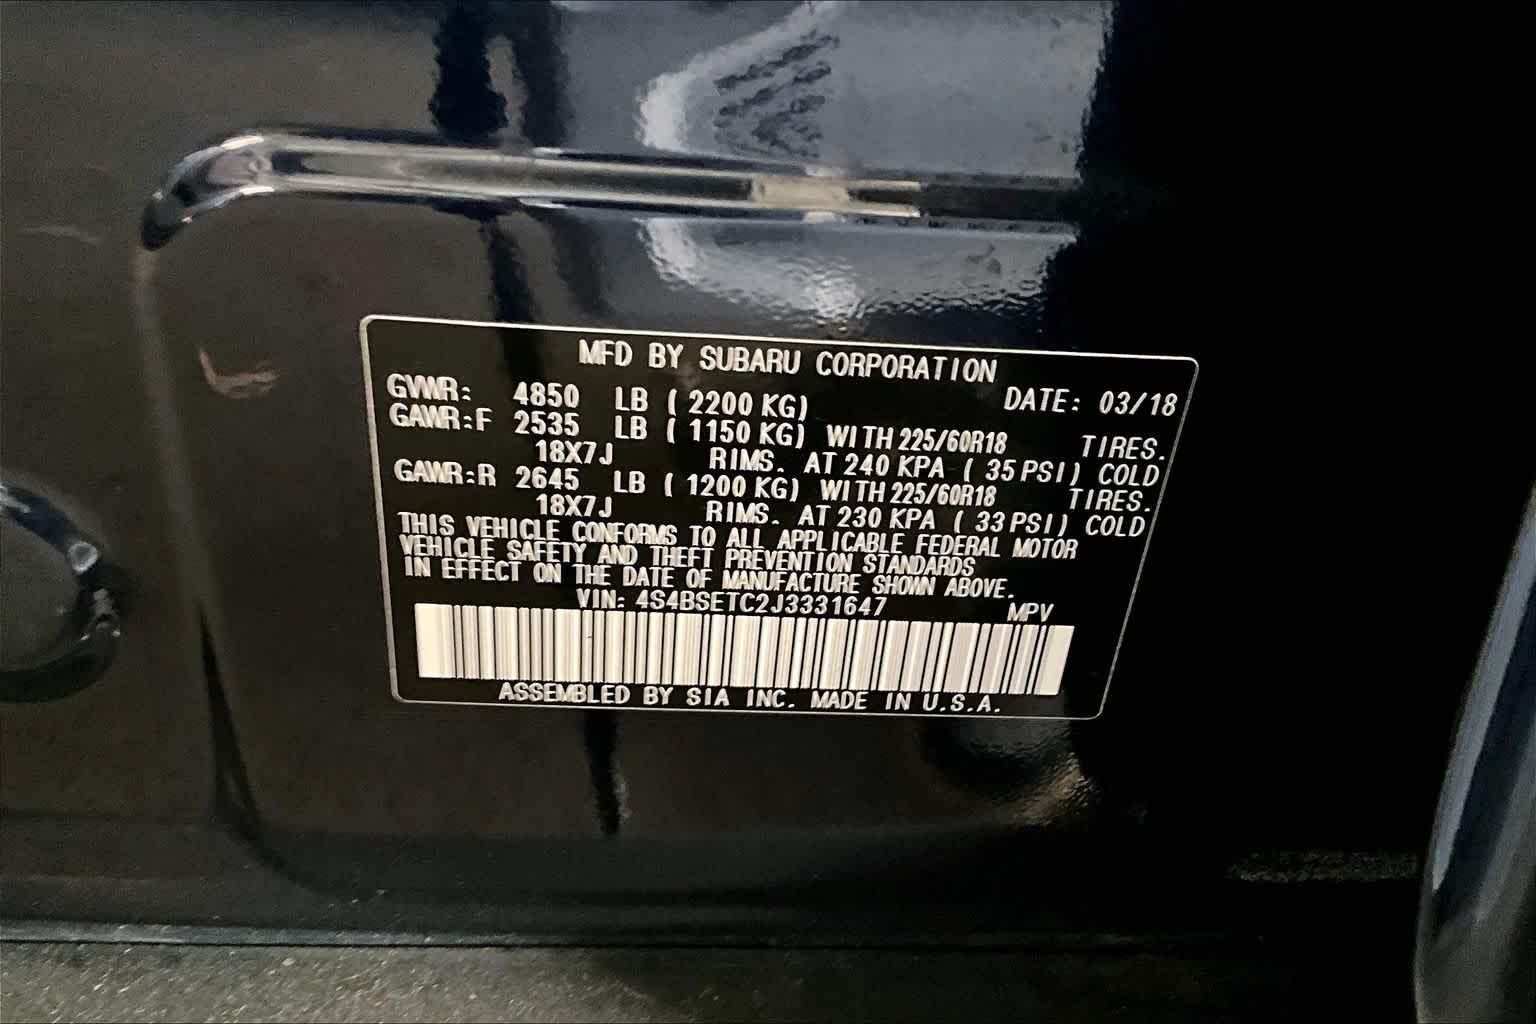 MFD BY SUBARU CORPORATION
GVWR: 4850 LB ( 2200 KG) DATE: 03/18
GAWR:F 2535 LB ( 1150 KG) WITH 225/60R18 TIRES.
18X7J RIMS. AT 240 KPA ( 35 PSI) COLD
GAWR:R 2645 LB ( 1200 KG) WITH 225/60R18 TIRES.
18X7J RIMS. AT 230 KPA ( 33 PSI) COLD
THIS VEHICLE CONFORMS TO ALL APPLICABLE FEDERAL MOTOR
VEHICLE SAFETY AND THEFT PREVENTION STANDARDS
IN EFFECT ON THE DATE OF MANUFACTURE SHOWN ABOVE.
VIN: 4S4BSETC2J3331647 MPV
ASSEMBLED BY SIA INC. MADE IN U.S.A.